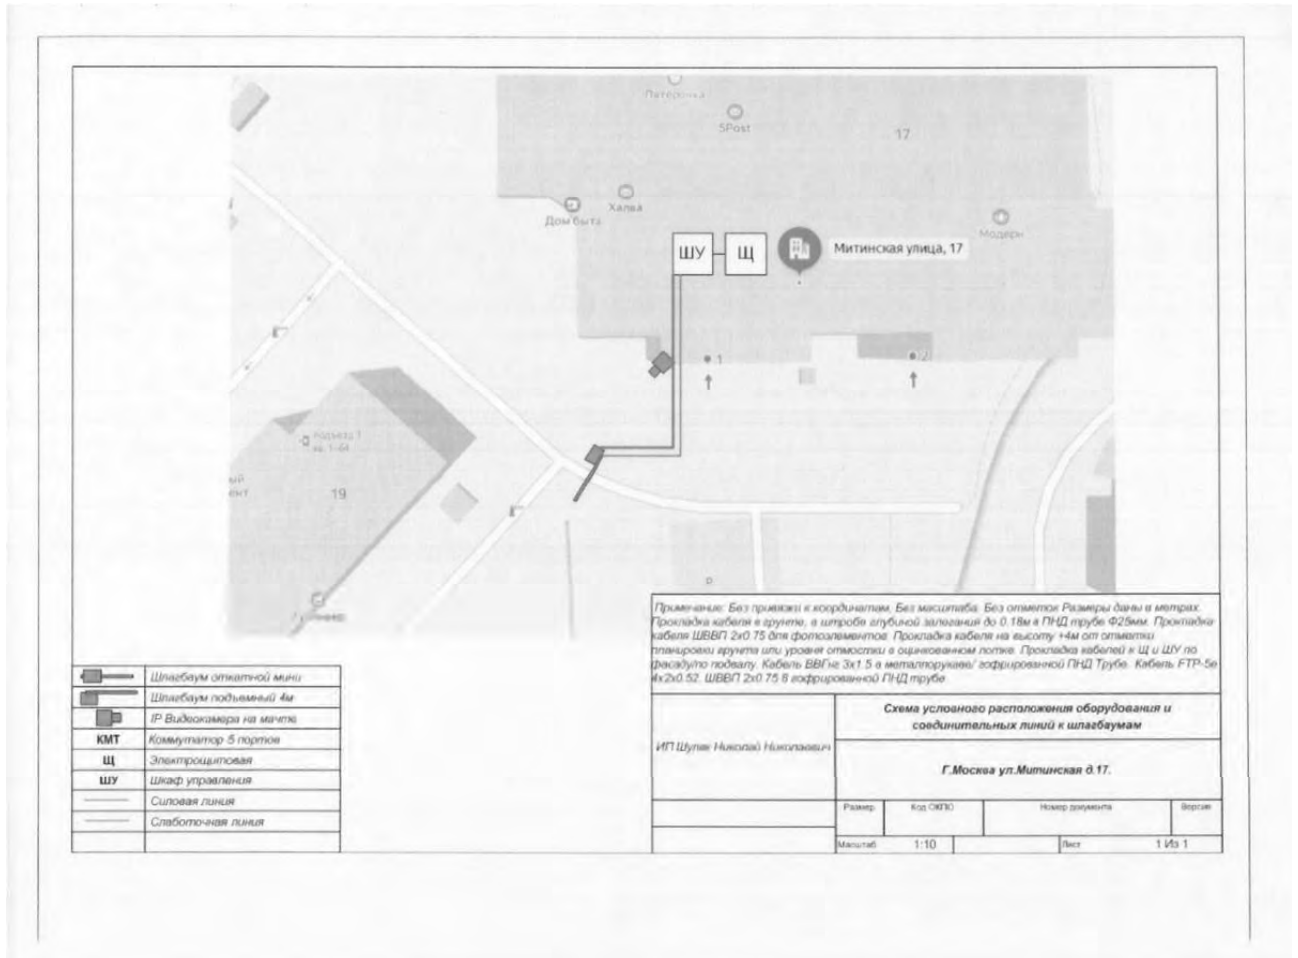 Пятерочка
5Post
17
Халва
Дом быта
Модерн
ШУ
Щ
Митинская улица, 17
1
2
Подъезд 1
кв. 1-64
19
Примечание: Без привязки к координатам. Без масштаба. Без отметок Размеры даны в метрах.
Прокладка кабеля в грунте, в штробе глубиной залегания до 0.18м в ПНД трубе Ф25мм. Прокладка
кабеля ШВВП 2х0.75 для фотоэлементов. Прокладка кабеля на высоту +4м от отметки
планировки грунта или уровня отмостки в оцинкованном лотке. Прокладка кабелей к Щ и ШУ по
фасаду/по подвалу. Кабель ВВГнг 3х1.5 в металлорукаве/ гофрированной ПНД Трубе. Кабель FTP-5e
4х2х0.52. ШВВП 2х0.75 В гофрированной ПНД трубе
Шлагбаум откатной мини
Шлагбаум подъемный 4м
IP Видеокамера на мачте
КМТ Коммутатор 5 портов
Щ Электрощитовая
ШУ Шкаф управления
Силовая линия
Слаботочная линия
Схема условного расположения оборудования и
соединительных линий к шлагбаумам
ИП Шуляк Николай Николаевич
Г.Москва ул.Митинская д.17.
Размер Код ОКПО Номер документа Версия
Масштаб 1:10 Лист 1 Из 1